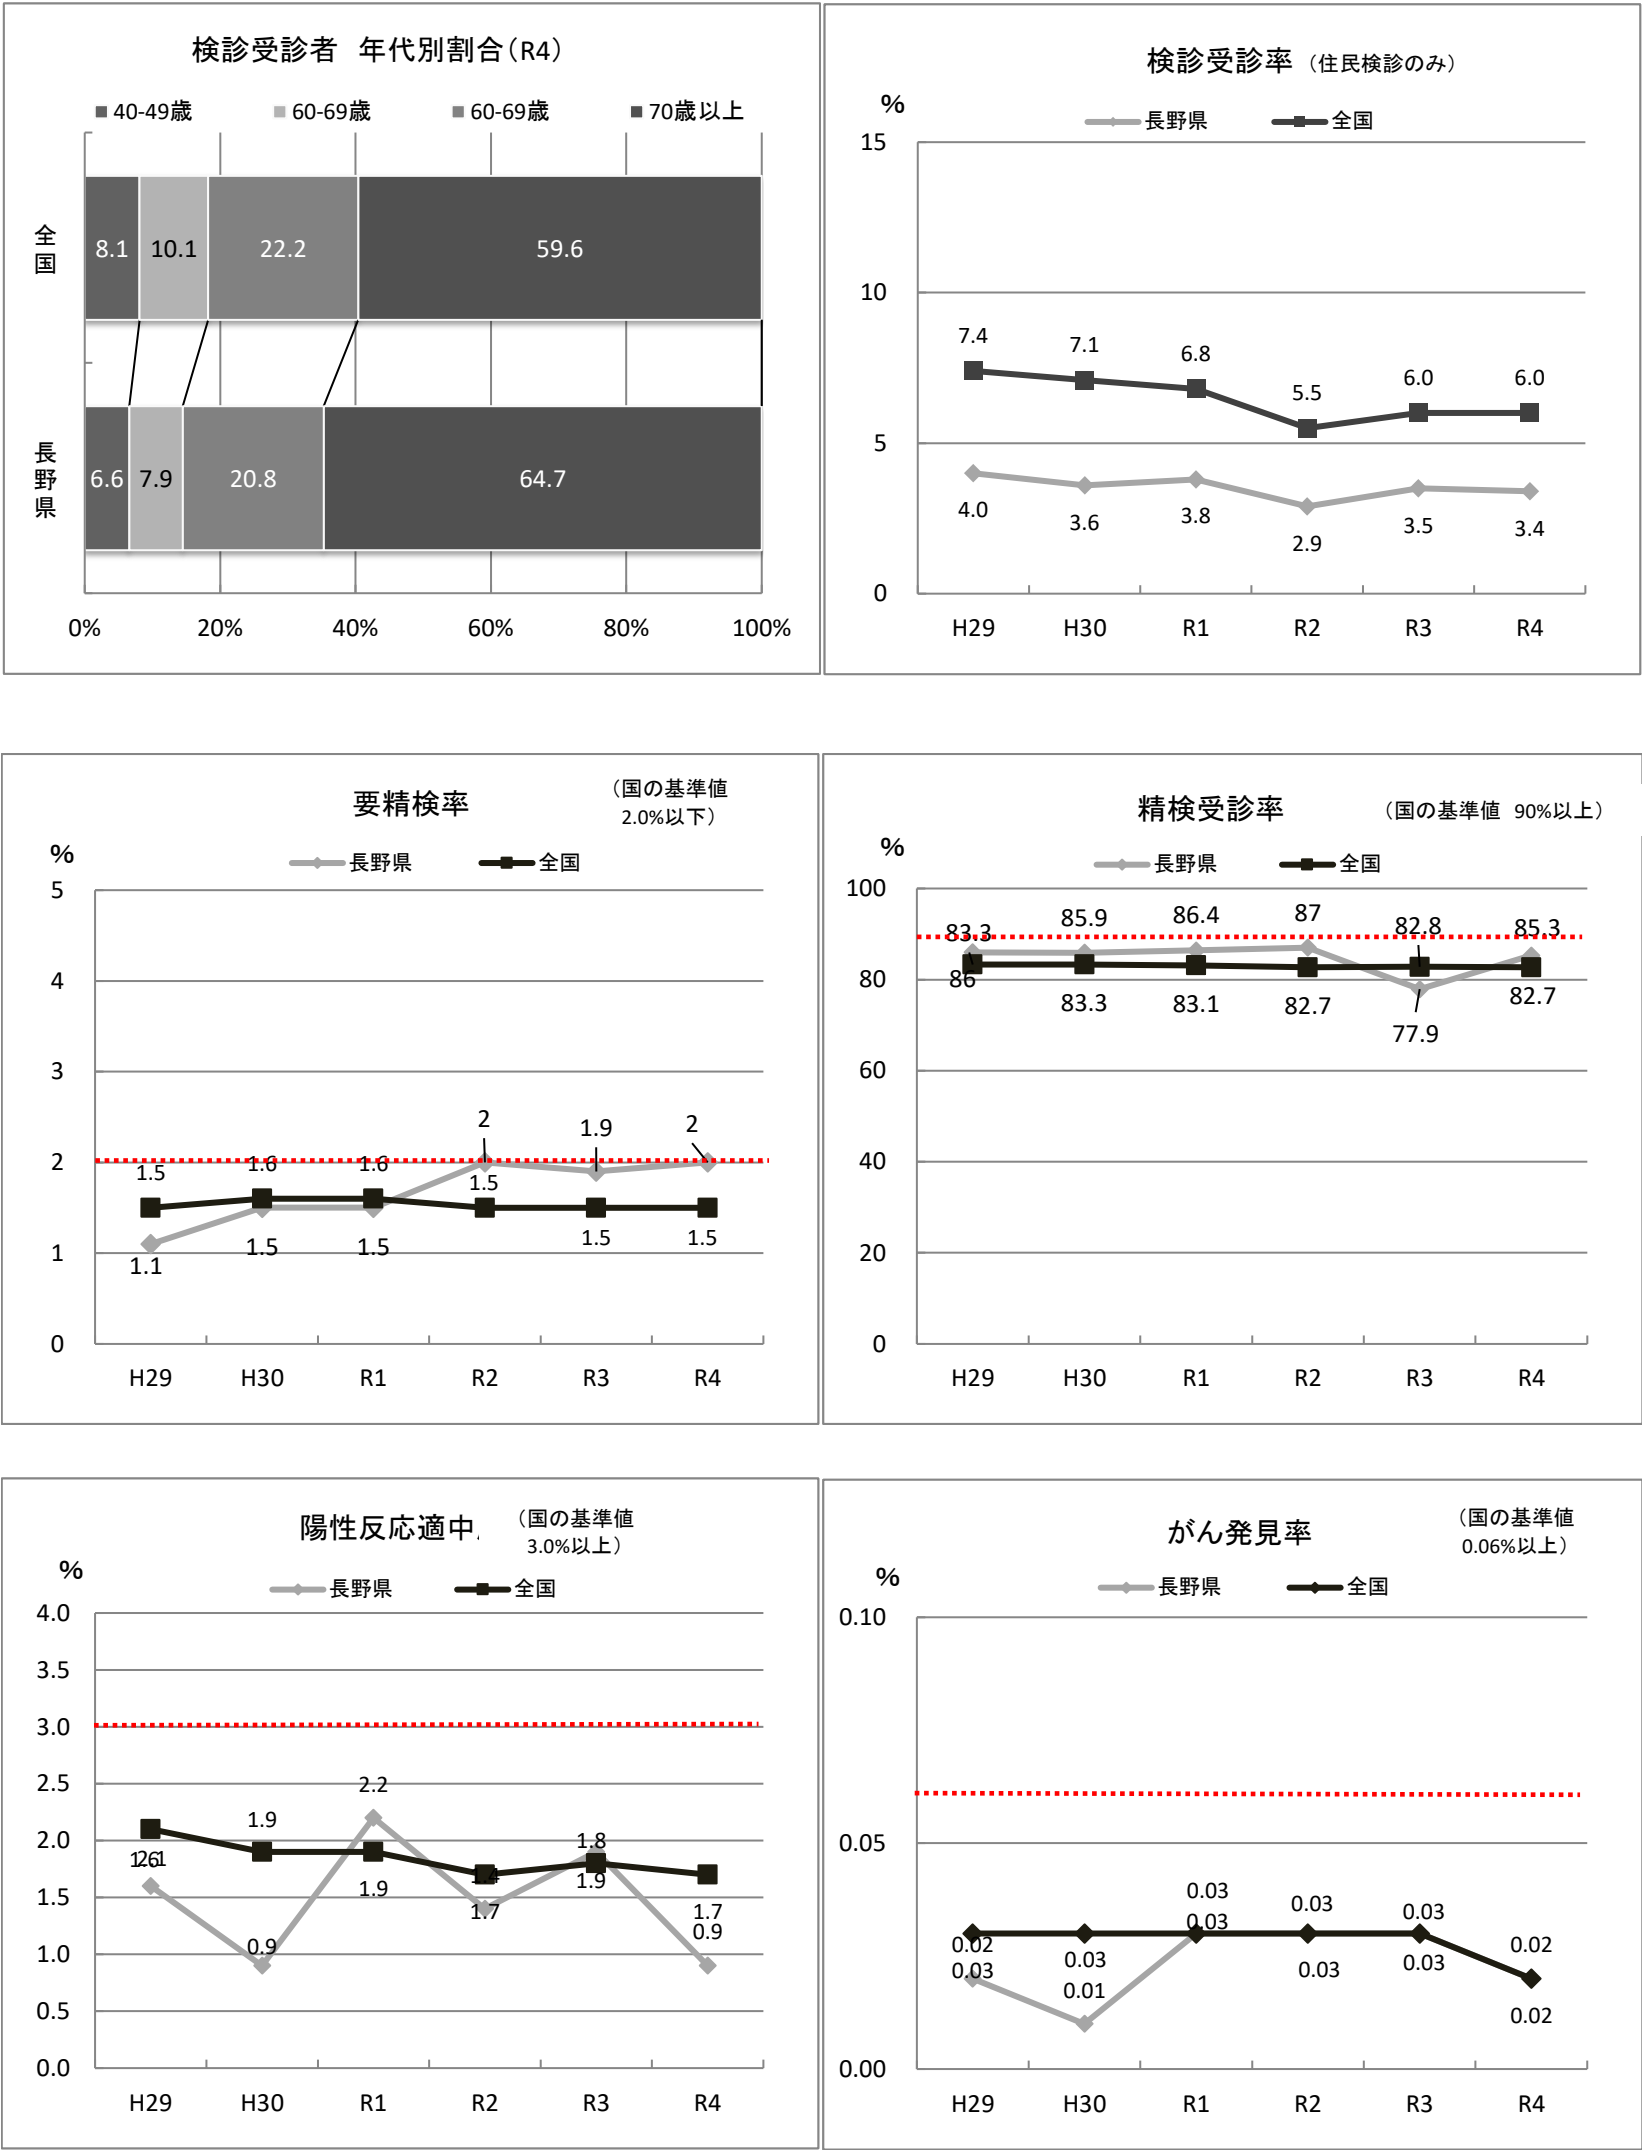 検診受診者　年代別割合（R4）
40-49歳 60-69歳 60-69歳 70歳以上
全国
8.1 10.1 22.2 59.6
長野県
6.6 7.9 20.8 64.7
0% 20% 40% 60% 80% 100%
検診受診率（住民検診のみ）
%
長野県 全国
15
10
5
0
7.4 7.1 6.8 5.5 6.0 6.0
4.0 3.6 3.8 2.9 3.5 3.4
H29 H30 R1 R2 R3 R4
要精検率
（国の基準値
2.0%以下）
%
長野県 全国
5
4
3
2
1
0
1.5 1.6 1.6 2 1.9 2
1.1 1.5 1.5 1.5 1.5 1.5
H29 H30 R1 R2 R3 R4
精検受診率
（国の基準値　90%以上）
%
長野県 全国
100
80
60
40
20
0
83.3 85.9 86.4 87 82.8 85.3
86 83.3 83.1 82.7 77.9 82.7
H29 H30 R1 R2 R3 R4
陽性反応適中
（国の基準値
3.0%以上）
%
長野県 全国
4.0
3.5
3.0
2.5
2.0
1.5
1.0
0.5
0.0
2.1 1.9 1.9 1.7 1.8 1.7
1.6 0.9 2.2 1.4 1.9 0.9
H29 H30 R1 R2 R3 R4
がん発見率
（国の基準値
0.06%以上）
%
長野県 全国
0.10
0.05
0.00
0.02 0.03 0.03 0.03 0.03 0.02
0.03 0.01 0.03 0.03 0.03 0.02
H29 H30 R1 R2 R3 R4